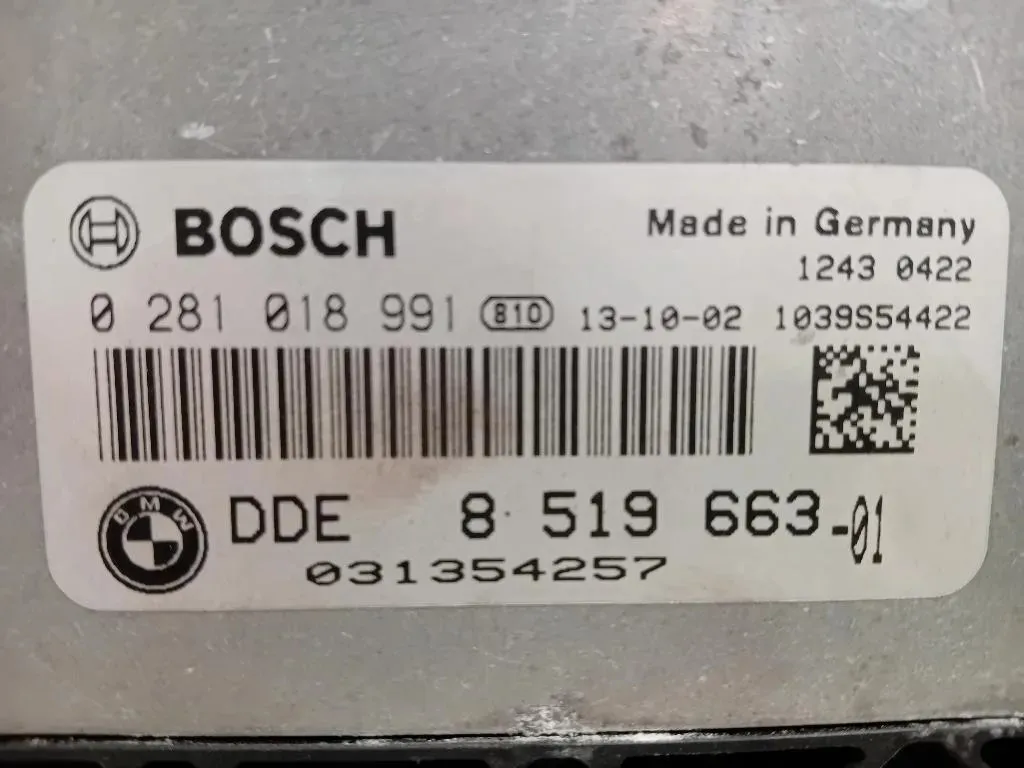 BOSCH
Made in Germany
1243 0422
0 281 018 991 810 13-10-02 1039S54422
BMW DDE 8 519 663-01
031354257